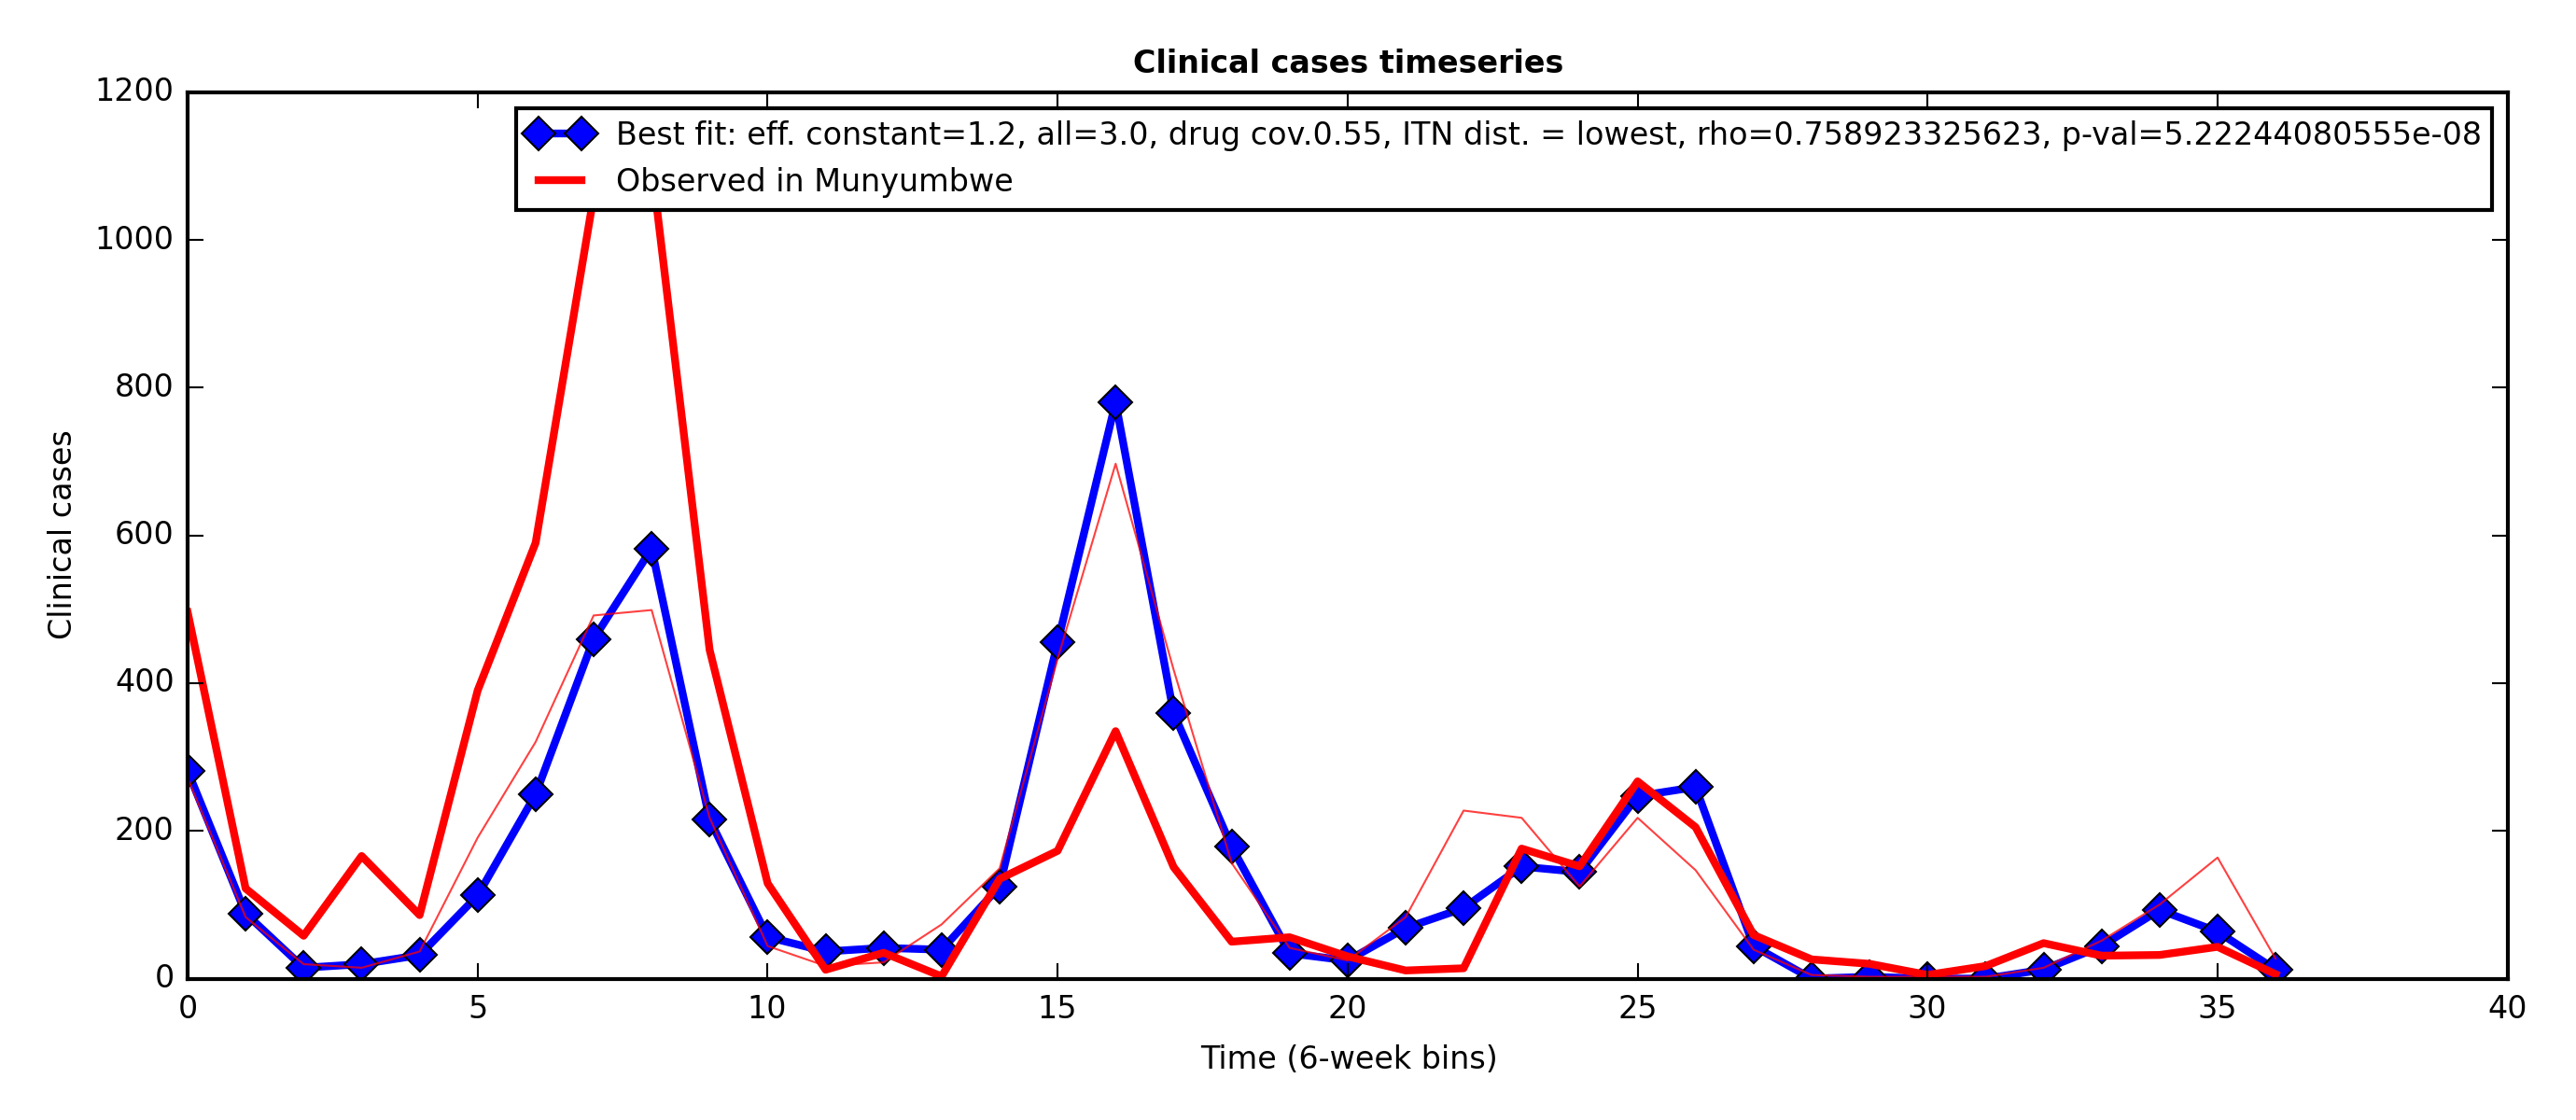 Clinical cases timeseries
1200
1000
800
600
400
200
0
Clinical cases
Best fit: eff. constant=1.2, all=3.0, drug cov.0.55, ITN dist. = lowest, rho=0.758923325623, p-val=5.22244080555e-08
Observed in Munyumbwe
0 5 10 15 20 25 30 35 40
Time (6-week bins)